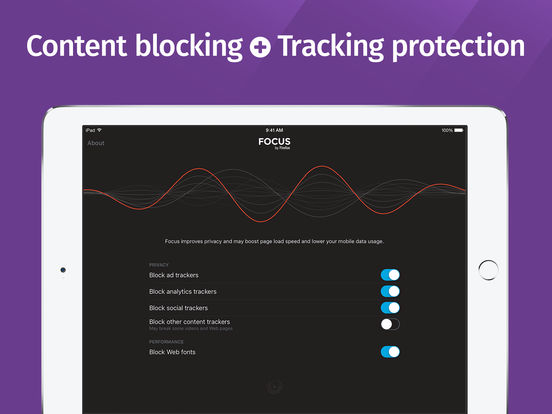 Content blocking + Tracking protection
iPad 9:41 AM 100%
About
FOCUS
by Firefox
Focus improves privacy and may boost page load speed and lower your mobile data usage.
PRIVACY
Block ad trackers
Block analytics trackers
Block social trackers
Block other content trackers
May break some videos and Web pages
PERFORMANCE
Block Web fonts